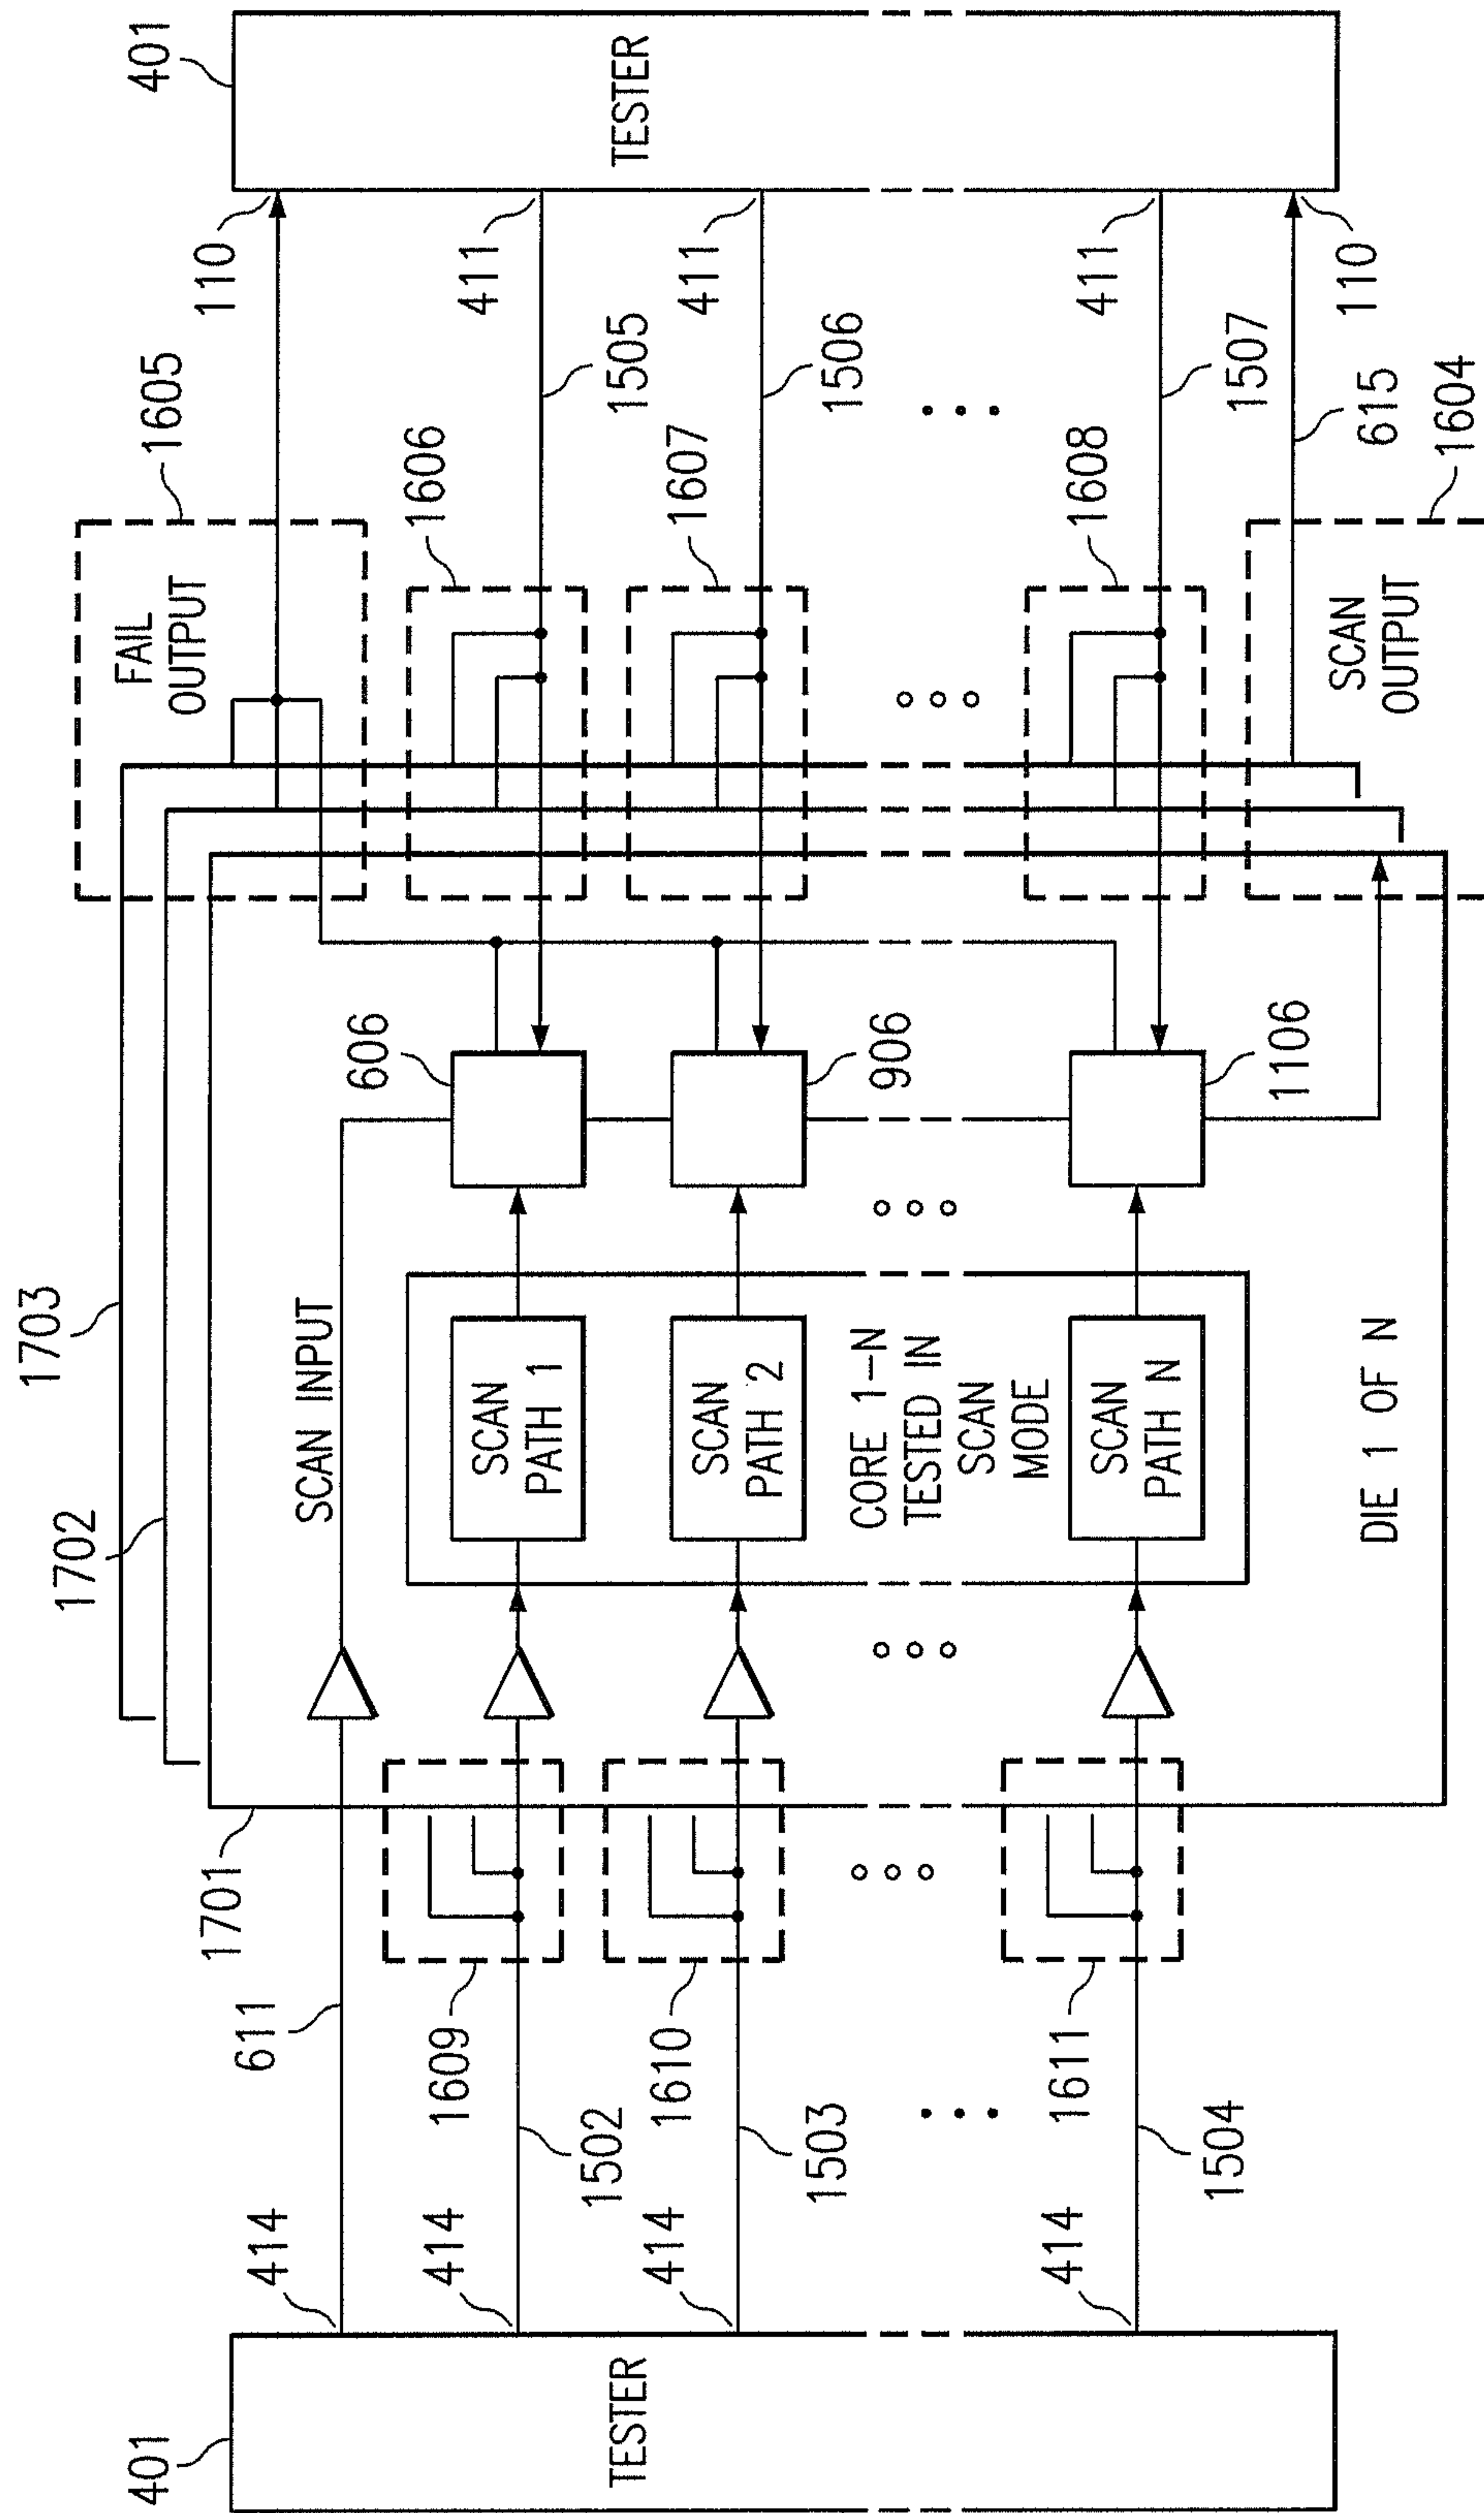 401
TESTER
110
411
411
411
110
1505
1506
1507
615
1604
1605
FAIL
OUTPUT
1606
1607
1608
SCAN
OUTPUT
606
906
1106
1703
1702
SCAN INPUT
SCAN
PATH 1
SCAN
PATH 2
CORE 1-N
TESTED IN
SCAN
MODE
SCAN
PATH N
DIE 1 OF N
1701
611
1609
1610
1611
1502
1503
1504
414
414
414
414
401
TESTER